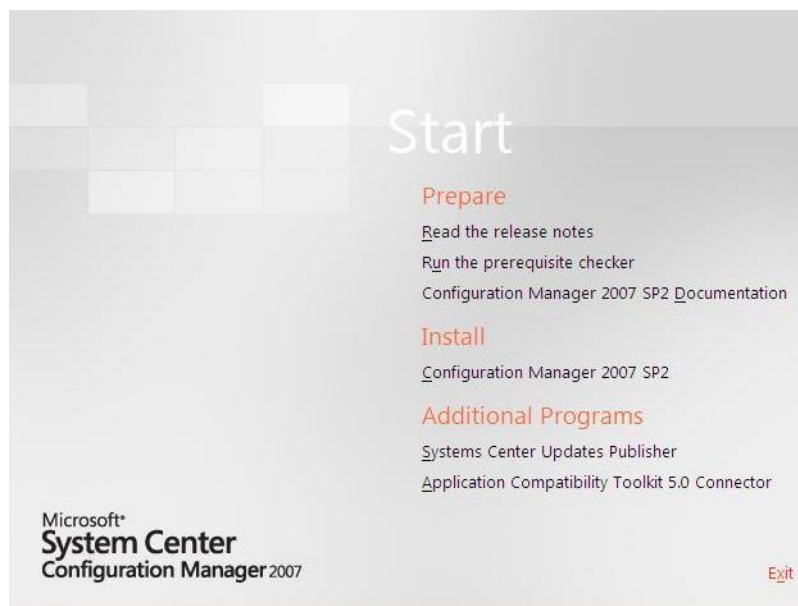 Start
Prepare
Read the release notes
Run the prerequisite checker
Configuration Manager 2007 SP2 Documentation
Install
Configuration Manager 2007 SP2
Additional Programs
Systems Center Updates Publisher
Application Compatibility Toolkit 5.0 Connector
Microsoft®
System Center
Configuration Manager 2007
Exit